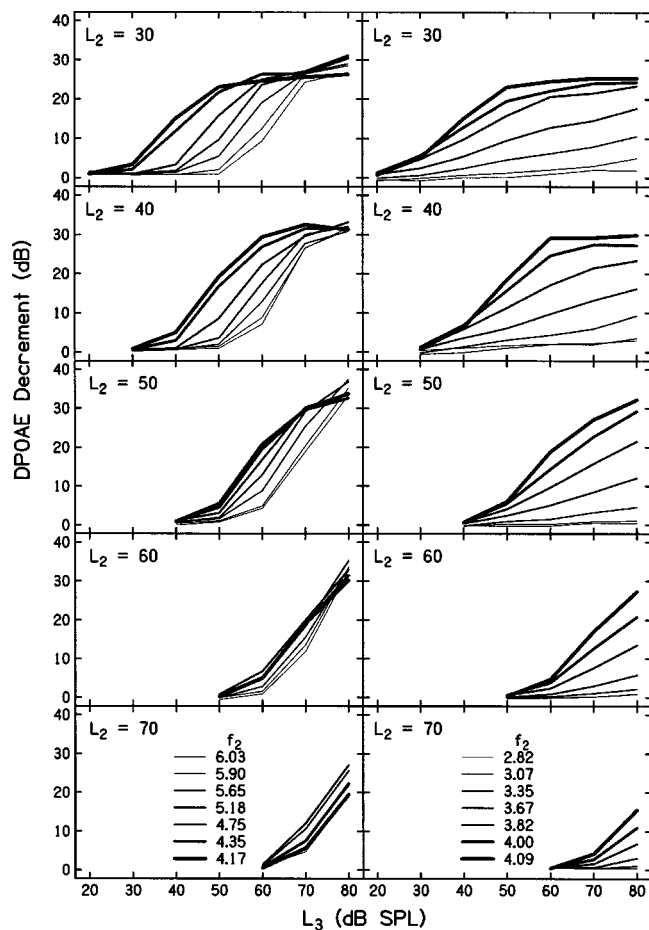 40
30
20
10
0
L2 = 30
L2 = 30
40
30
20
10
0
L2 = 40
L2 = 40
40
30
20
10
0
L2 = 50
L2 = 50
40
30
20
10
0
L2 = 60
L2 = 60
40
30
20
10
0
L2 = 70
L2 = 70
DPOAE Decrement (dB)
f2
6.03
5.90
5.65
5.18
4.75
4.35
4.17
f2
2.82
3.07
3.35
3.67
3.82
4.00
4.09
20 30 40 50 60 70 80 20 30 40 50 60 70 80
L3 (dB SPL)